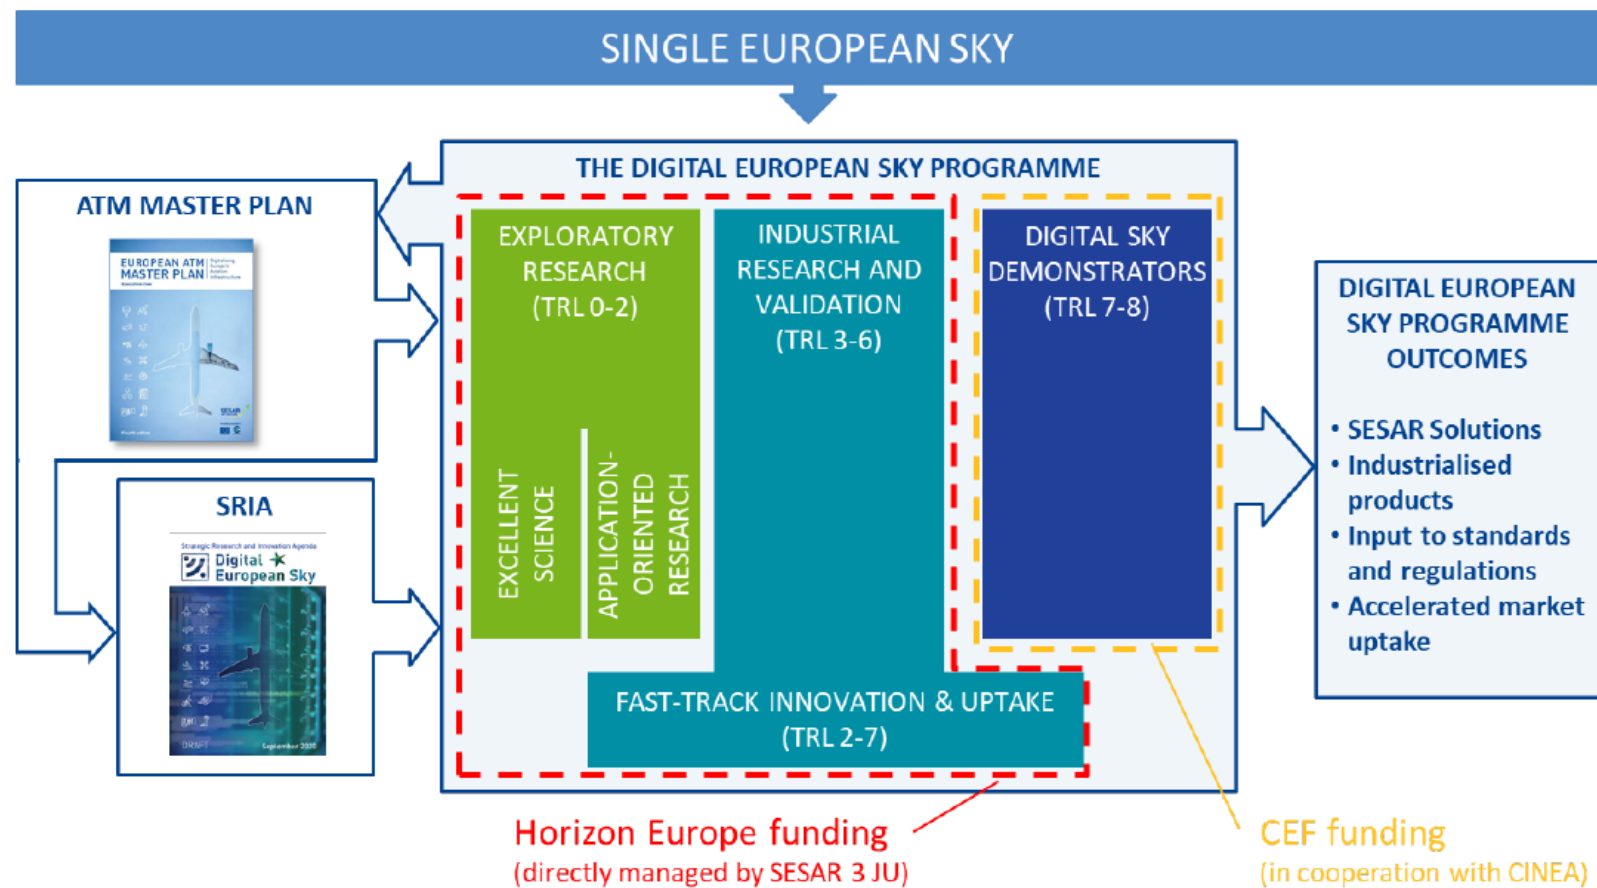 SINGLE EUROPEAN SKY
THE DIGITAL EUROPEAN SKY PROGRAMME
ATM MASTER PLAN
EUROPEAN ATM
MASTER PLAN
SESAR
SRIA
Strategic Research and Innovation Agenda
Digital
European Sky
DRAFT
EXPLORATORY
RESEARCH
(TRL 0-2)
EXCELLENT
SCIENCE
APPLICATION-
ORIENTED
RESEARCH
INDUSTRIAL
RESEARCH AND
VALIDATION
(TRL 3-6)
FAST-TRACK INNOVATION & UPTAKE
(TRL 2-7)
DIGITAL SKY
DEMONSTRATORS
(TRL 7-8)
DIGITAL EUROPEAN
SKY PROGRAMME
OUTCOMES
• SESAR Solutions
• Industrialised
products
• Input to standards
and regulations
• Accelerated market
uptake
Horizon Europe funding
(directly managed by SESAR 3 JU)
CEF funding
(in cooperation with CINEA)